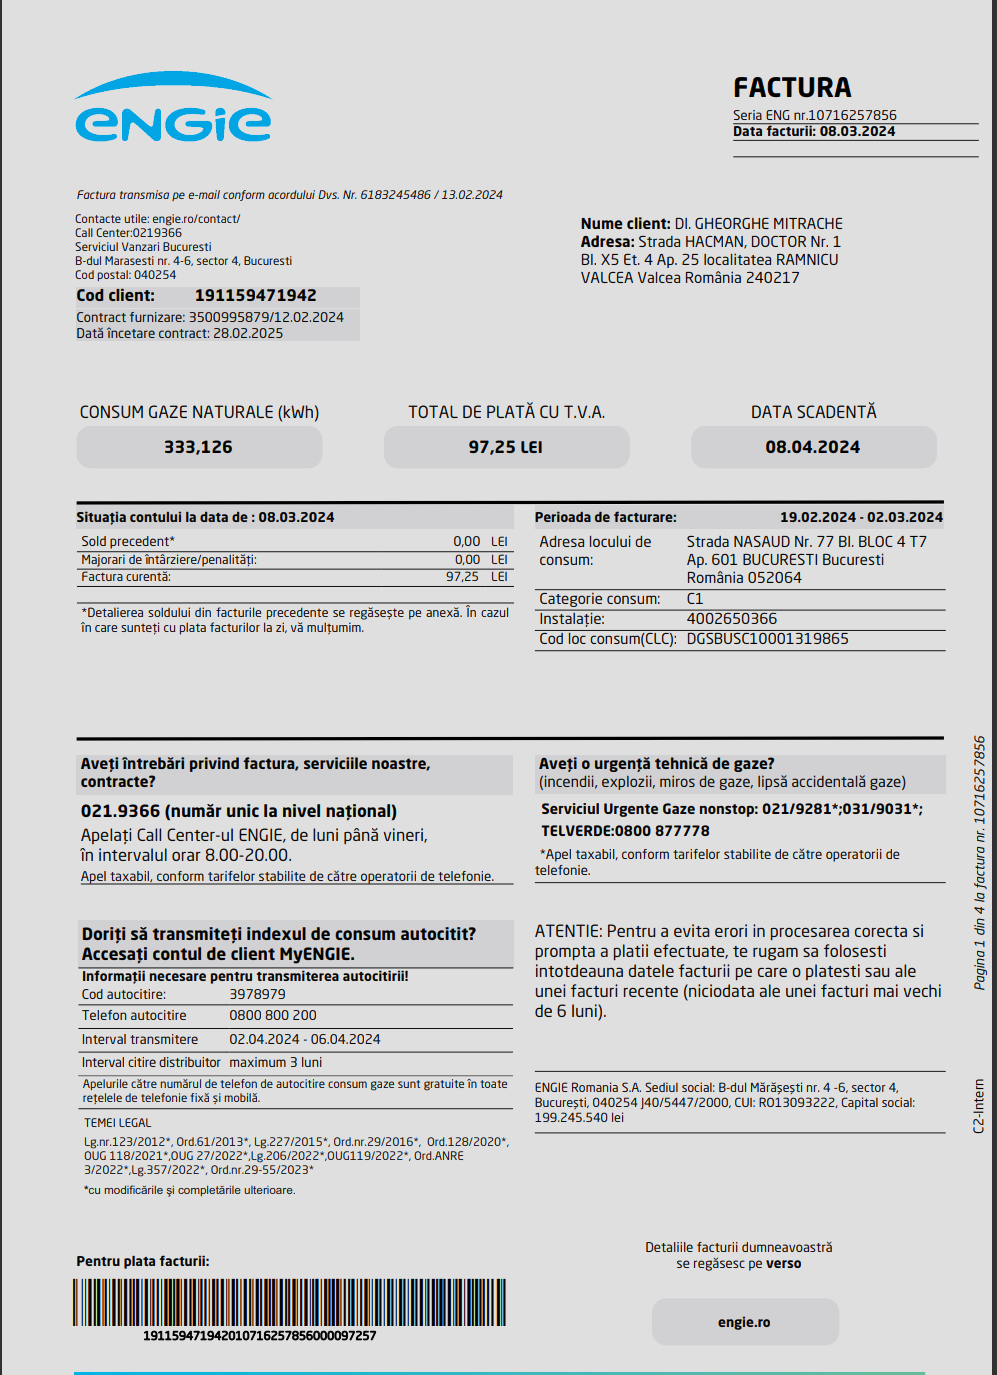 ENGIE
FACTURA
Seria ENG nr.10716257856
Data facturii: 08.03.2024
Factura transmisa pe e-mail conform acordului Dvs. Nr. 6183245486 / 13.02.2024
Contacte utile: engie.ro/contact/
Call Center:0219366
Serviciul Vanzari Bucuresti
B-dul Marasesti nr. 4-6, sector 4, Bucuresti
Cod postal: 040254
Cod client: 191159471942
Contract furnizare: 3500995879/12.02.2024
Dată încetare contract: 28.02.2025
Nume client: Dl. GHEORGHE MITRACHE
Adresa: Strada HACMAN, DOCTOR Nr. 1
Bl. X5 Et. 4 Ap. 25 localitatea RAMNICU
VALCEA Valcea România 240217
CONSUM GAZE NATURALE (kWh)
333,126
TOTAL DE PLATĂ CU T.V.A.
97,25 LEI
DATA SCADENTĂ
08.04.2024
Situația contului la data de : 08.03.2024
Sold precedent* 0,00 LEI
Majorari de întârziere/penalități: 0,00 LEI
Factura curentă: 97,25 LEI
*Detalierea soldului din facturile precedente se regăsește pe anexă. În cazul
în care sunteți cu plata facturilor la zi, vă mulțumim.
Perioada de facturare: 19.02.2024 - 02.03.2024
Adresa locului de consum: Strada NASAUD Nr. 77 Bl. BLOC 4 T7
Ap. 601 BUCURESTI Bucuresti
România 052064
Categorie consum: C1
Instalație: 4002650366
Cod loc consum(CLC): DGSBUSC10001319865
Aveți întrebări privind factura, serviciile noastre,
contracte?
021.9366 (număr unic la nivel național)
Apelați Call Center-ul ENGIE, de luni până vineri,
în intervalul orar 8.00-20.00.
Apel taxabil, conform tarifelor stabilite de către operatorii de telefonie.
Aveți o urgență tehnică de gaze?
(incendii, explozii, miros de gaze, lipsă accidentală gaze)
Serviciul Urgente Gaze nonstop: 021/9281*;031/9031*;
TELVERDE:0800 877778
*Apel taxabil, conform tarifelor stabilite de către operatorii de
telefonie.
Doriți să transmiteți indexul de consum autocitit?
Accesați contul de client MyENGIE.
Informații necesare pentru transmiterea autocitirii!
Cod autocitire: 3978979
Telefon autocitire 0800 800 200
Interval transmitere 02.04.2024 - 06.04.2024
Interval citire distribuitor maximum 3 luni
Apelurile către numărul de telefon de autocitire consum gaze sunt gratuite în toate
rețelele de telefonie fixă și mobilă.
TEMEI LEGAL
Lg.nr.123/2012*, Ord.61/2013*, Lg.227/2015*, Ord.nr.29/2016*, Ord.128/2020*,
OUG 118/2021*,OUG 27/2022*,Lg.206/2022*,OUG119/2022*, Ord.ANRE
3/2022*,Lg.357/2022*, Ord.nr.29-55/2023*
*cu modificările şi completările ulterioare.
ATENTIE: Pentru a evita erori in procesarea corecta si
prompta a platii efectuate, te rugam sa folosesti
intotdeauna datele facturii pe care o platesti sau ale
unei facturi recente (niciodata ale unei facturi mai vechi
de 6 luni).
ENGIE Romania S.A. Sediul social: B-dul Mărășești nr. 4 -6, sector 4,
București, 040254 J40/5447/2000, CUI: RO13093222, Capital social:
199.245.540 lei
Pagina 1 din 4 la factura nr. 10716257856
C2-Intern
Pentru plata facturii:
191159471942010716257856000097257
Detaliile facturii dumneavoastră
se regăsesc pe verso
engie.ro